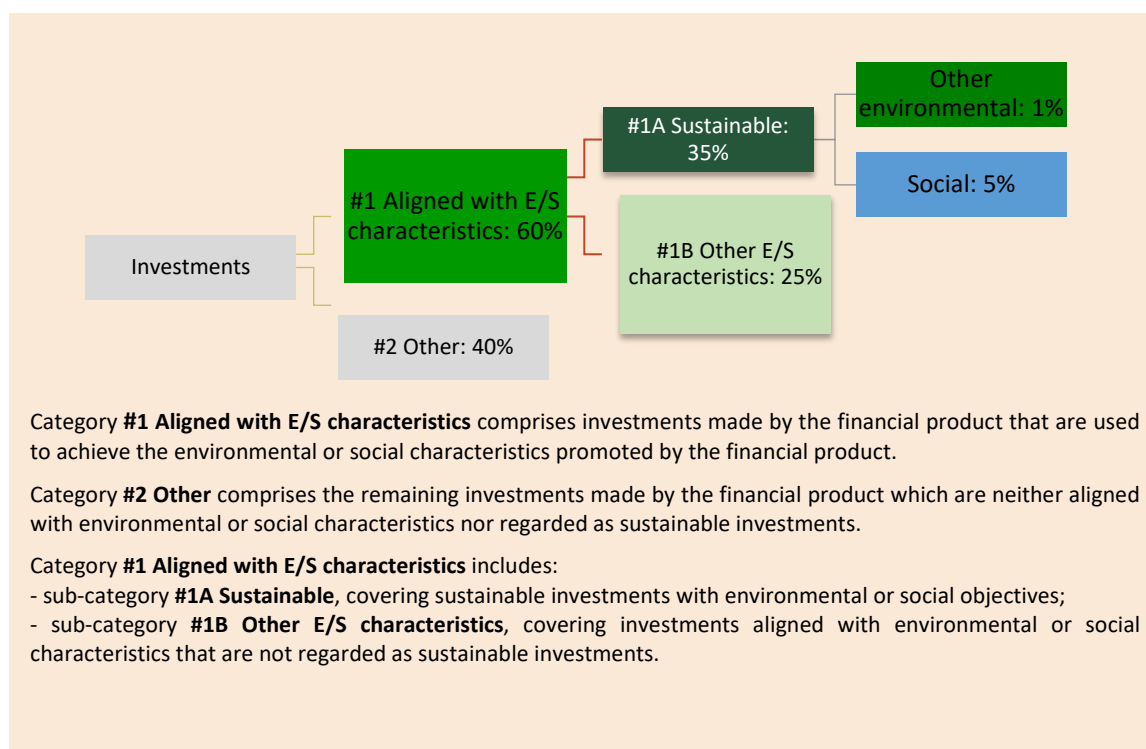 Other
environmental: 1%
#1A Sustainable:
35%
#1 Aligned with E/S
characteristics: 60%
Social: 5%
Investments
#1B Other E/S
characteristics: 25%
#2 Other: 40%
Category #1 Aligned with E/S characteristics comprises investments made by the financial product that are used
to achieve the environmental or social characteristics promoted by the financial product.
Category #2 Other comprises the remaining investments made by the financial product which are neither aligned
with environmental or social characteristics nor regarded as sustainable investments.
Category #1 Aligned with E/S characteristics includes:
- sub-category #1A Sustainable, covering sustainable investments with environmental or social objectives;
- sub-category #1B Other E/S characteristics, covering investments aligned with environmental or social
characteristics that are not regarded as sustainable investments.